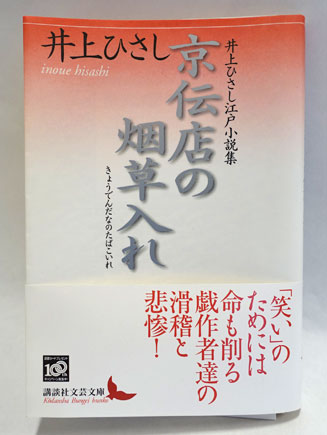 井上ひさし
inoue hisashi
井上ひさし江戸小説集
京伝店の
烟草入れ
きょうでんだなのたばこいれ
「笑い」の
ためには
命も削る
戯作者達の
滑稽と
悲惨!
講談社文芸文庫
Kodansha Bungei bunko